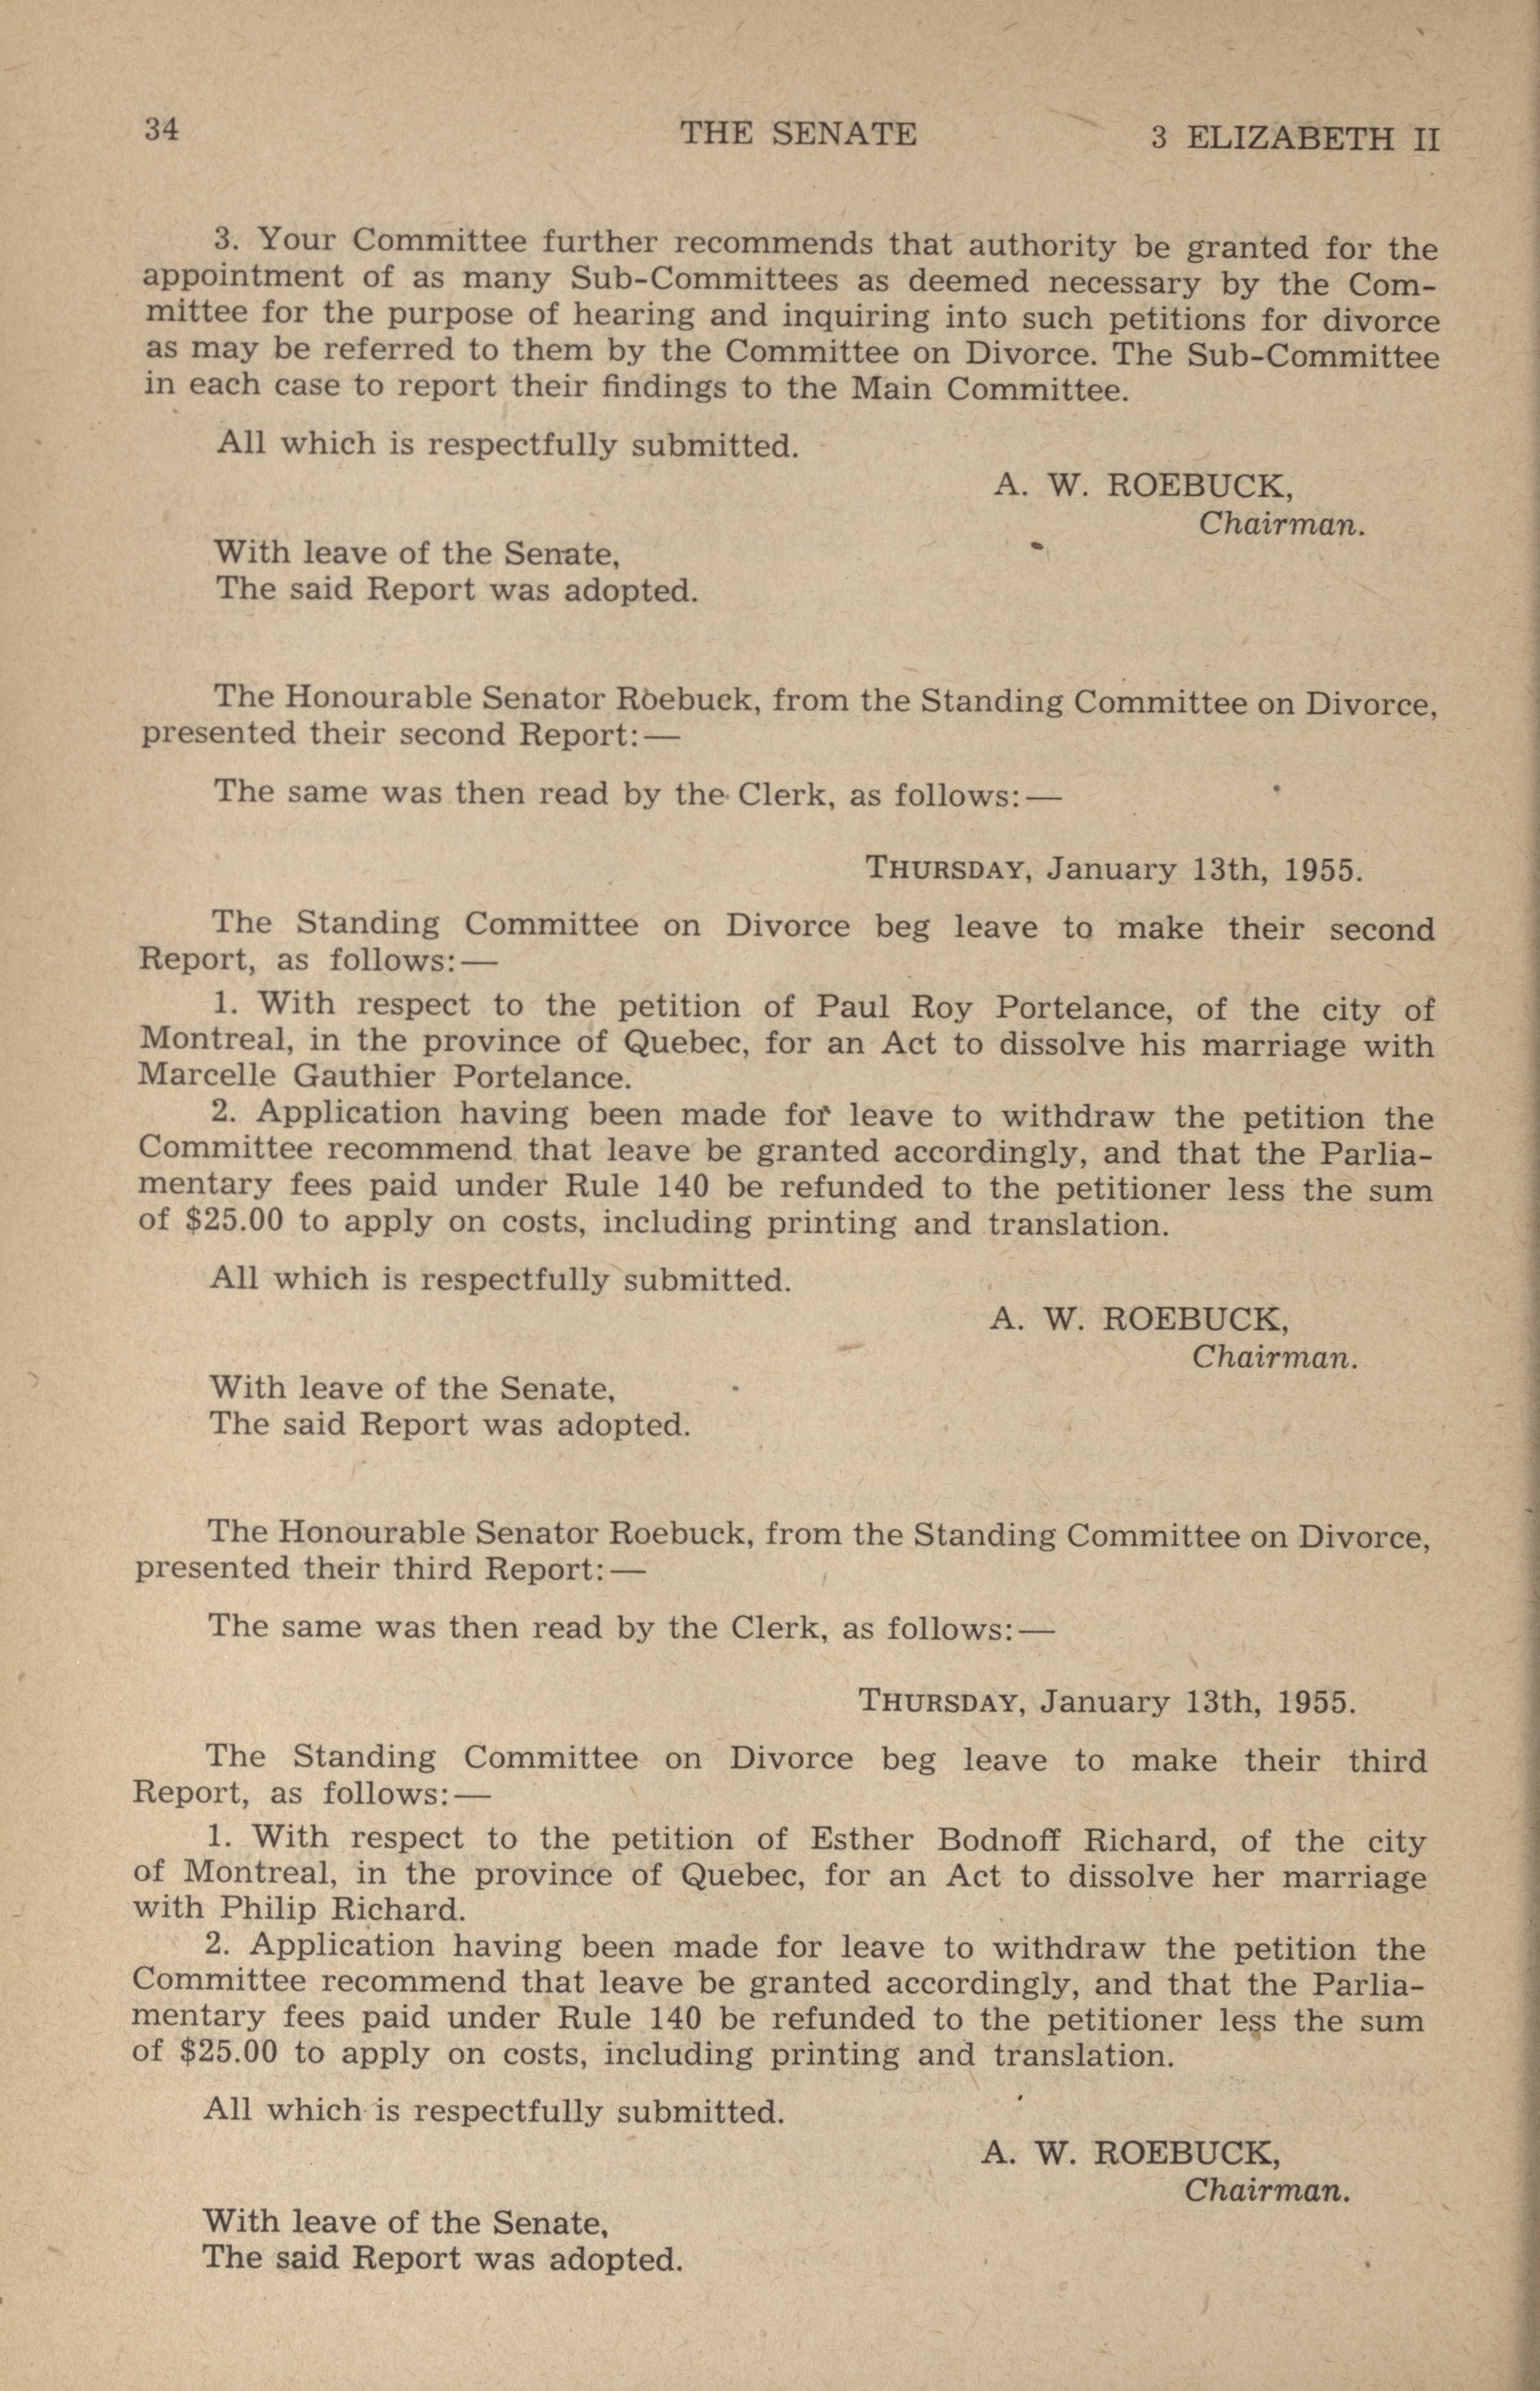 34 THE SENATE 3 ELIZABETH II
3. Your Committee further recommends that authority be granted for the
appointment of as many Sub-Committees as deemed necessary by the Com-
mittee for the purpose of hearing and inquiring into such petitions for divorce
as may be referred to them by the Committee on Divorce. The Sub-Committee
in each case to report their findings to the Main Committee.
All which is respectfully submitted.
A. W. ROEBUCK,
Chairman.
With leave of the Senate,
The said Report was adopted.
The Honourable Senator Roebuck, from the Standing Committee on Divorce,
presented their second Report:—
The same was then read by the Clerk, as follows:—
THURSDAY, January 13th, 1955.
The Standing Committee on Divorce beg leave to make their second
Report, as follows:—
1. With respect to the petition of Paul Roy Portelance, of the city of
Montreal, in the province of Quebec, for an Act to dissolve his marriage with
Marcelle Gauthier Portelance.
2. Application having been made for leave to withdraw the petition the
Committee recommend that leave be granted accordingly, and that the Parlia-
mentary fees paid under Rule 140 be refunded to the petitioner less the sum
of $25.00 to apply on costs, including printing and translation.
All which is respectfully submitted.
A. W. ROEBUCK,
Chairman.
With leave of the Senate,
The said Report was adopted.
The Honourable Senator Roebuck, from the Standing Committee on Divorce,
presented their third Report:—
The same was then read by the Clerk, as follows:—
THURSDAY, January 13th, 1955.
The Standing Committee on Divorce beg leave to make their third
Report, as follows:—
1. With respect to the petition of Esther Bodnoff Richard, of the city
of Montreal, in the province of Quebec, for an Act to dissolve her marriage
with Philip Richard.
2. Application having been made for leave to withdraw the petition the
Committee recommend that leave be granted accordingly, and that the Parlia-
mentary fees paid under Rule 140 be refunded to the petitioner less the sum
of $25.00 to apply on costs, including printing and translation.
All which is respectfully submitted.
A. W. ROEBUCK,
Chairman.
With leave of the Senate,
The said Report was adopted.